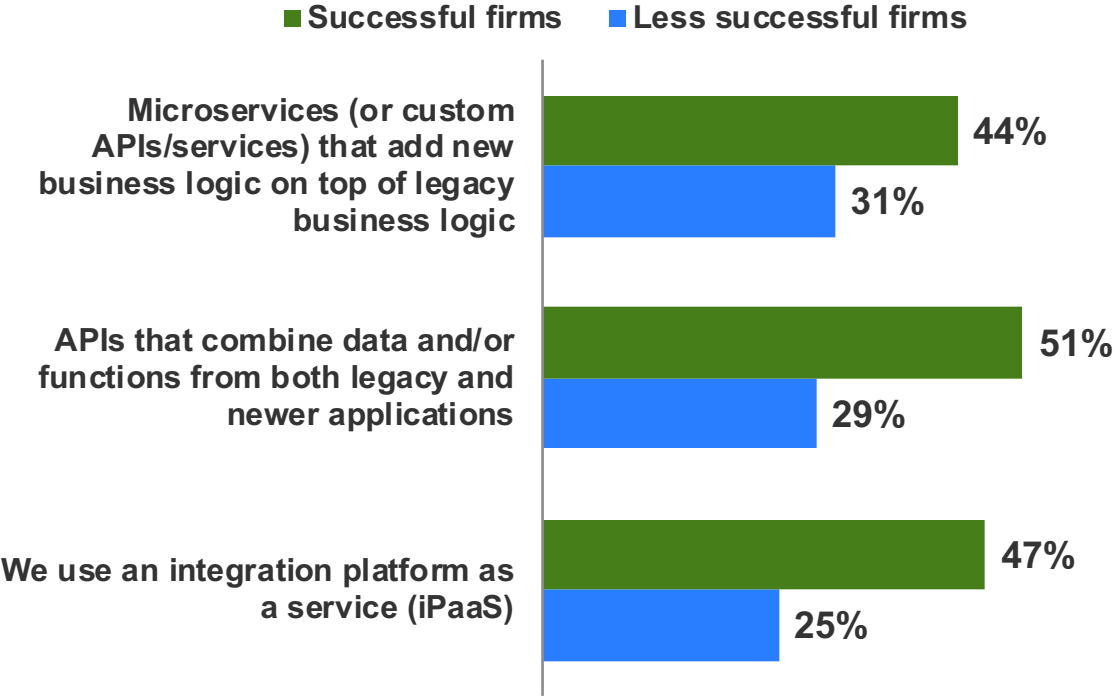 Successful firms Less successful firms
Microservices (or custom
APIs/services) that add new
business logic on top of legacy
business logic
44%
31%
APIs that combine data and/or
functions from both legacy and
newer applications
51%
29%
We use an integration platform as
a service (iPaaS)
47%
25%